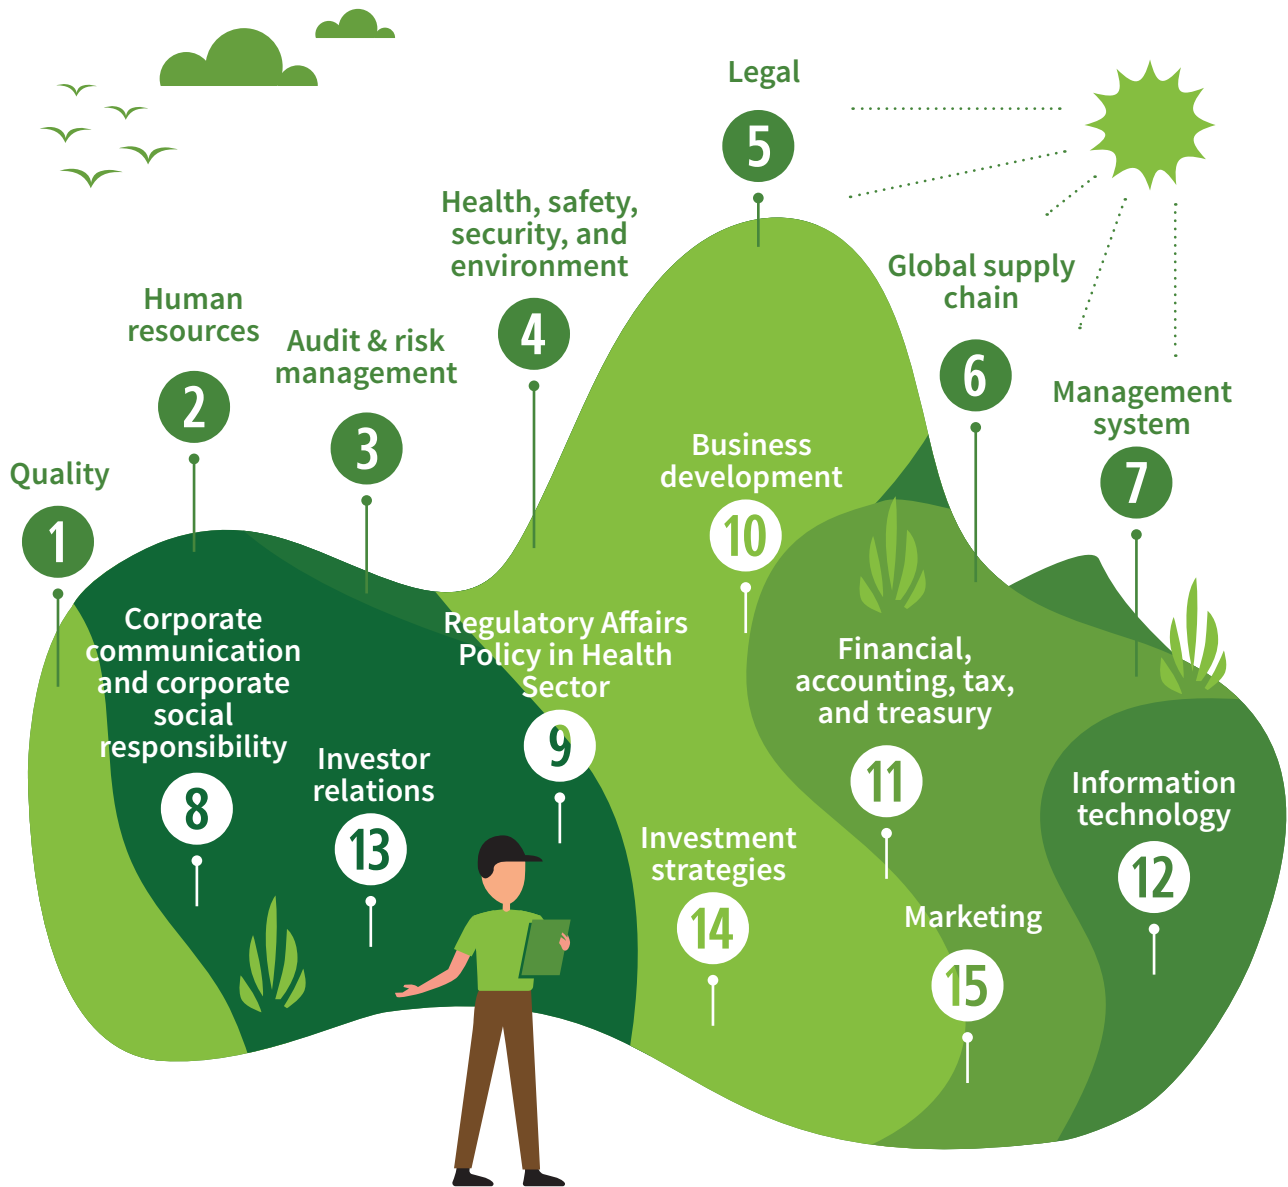 Legal
5
Health, safety,
security, and
environment
4
Global supply
chain
6
Human
resources
2
Audit & risk
management
3
Management
system
7
Quality
1
Business
development
10
Corporate
communication
and corporate
social
responsibility
8
Regulatory Affairs
Policy in Health
Sector
9
Financial,
accounting, tax,
and treasury
11
Investor
relations
13
Information
technology
12
Investment
strategies
14
Marketing
15